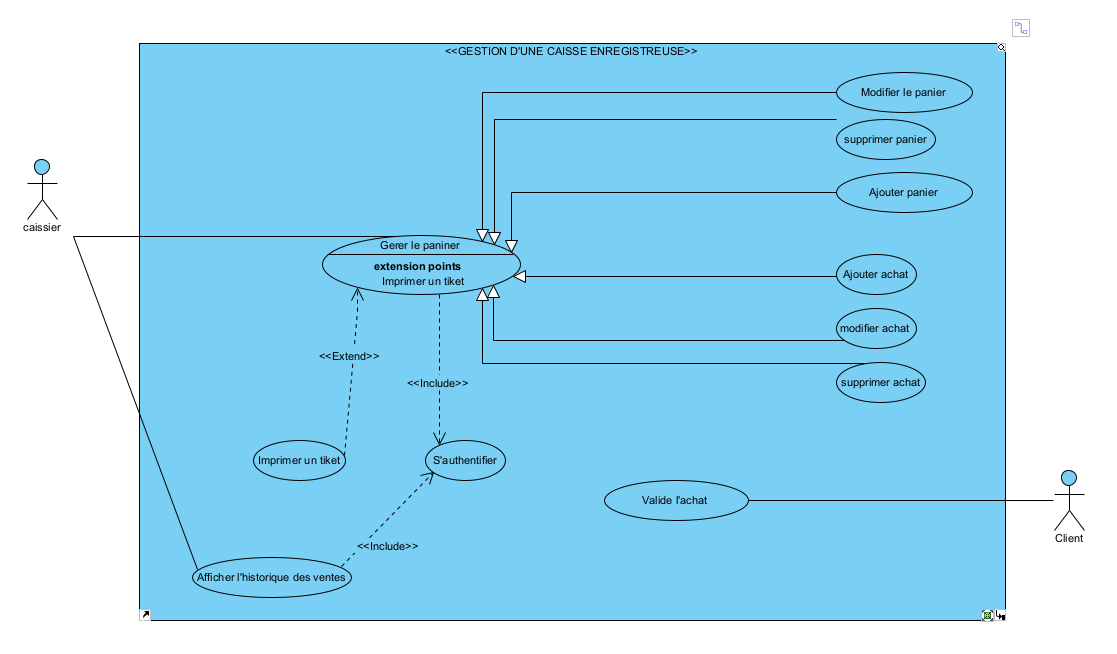 <<GESTION D'UNE CAISSE ENREGISTREUSE>>
Modifier le panier
supprimer panier
Ajouter panier
caissier
Gerer le paniner
extension points
Imprimer un tiket
Ajouter achat
modifier achat
<<Extend>>
<<Include>>
supprimer achat
Imprimer un tiket
S'authentifier
Valide l'achat
Client
<<Include>>
Afficher l'historique des ventes